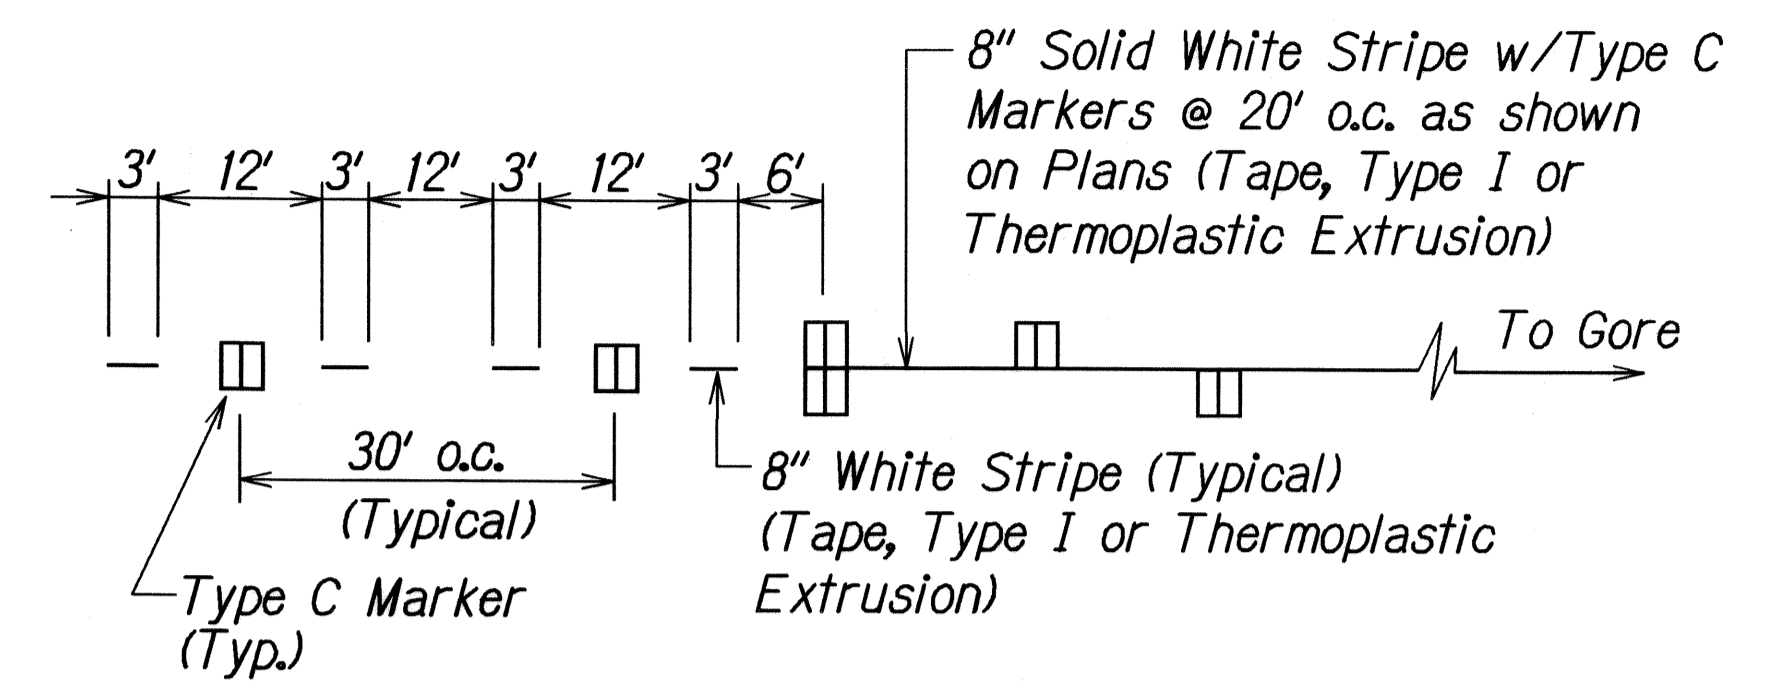 8" Solid White Stripe w/Type C
Markers @ 20' o.c. as shown
on Plans (Tape, Type I or
Thermoplastic Extrusion)
3' 12' 3' 12' 3' 12' 3' 6'
To Gore
30' o.c.
(Typical)
8" White Stripe (Typical)
(Tape, Type I or Thermoplastic
Extrusion)
Type C Marker
(Typ.)